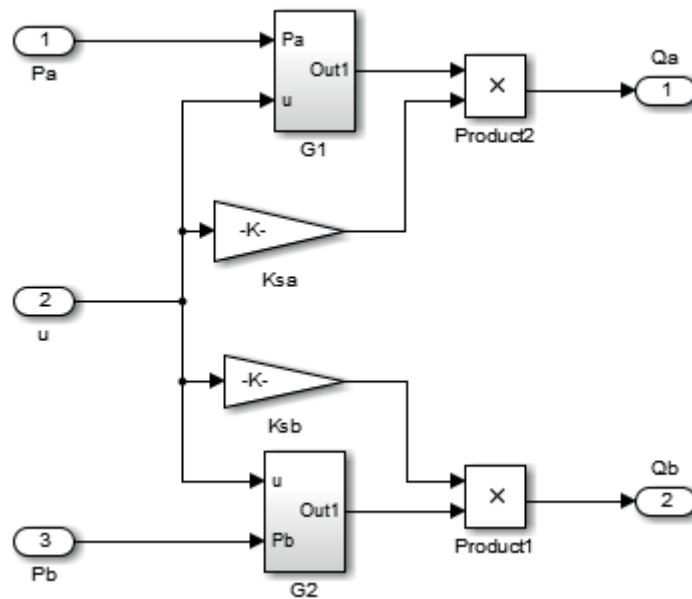 1
Pa
Pa
u
Out1
G1
×
Product2
Qa
1
-K-
Ksa
2
u
-K-
Ksb
u
Pb
Out1
G2
×
Product1
Qb
2
3
Pb